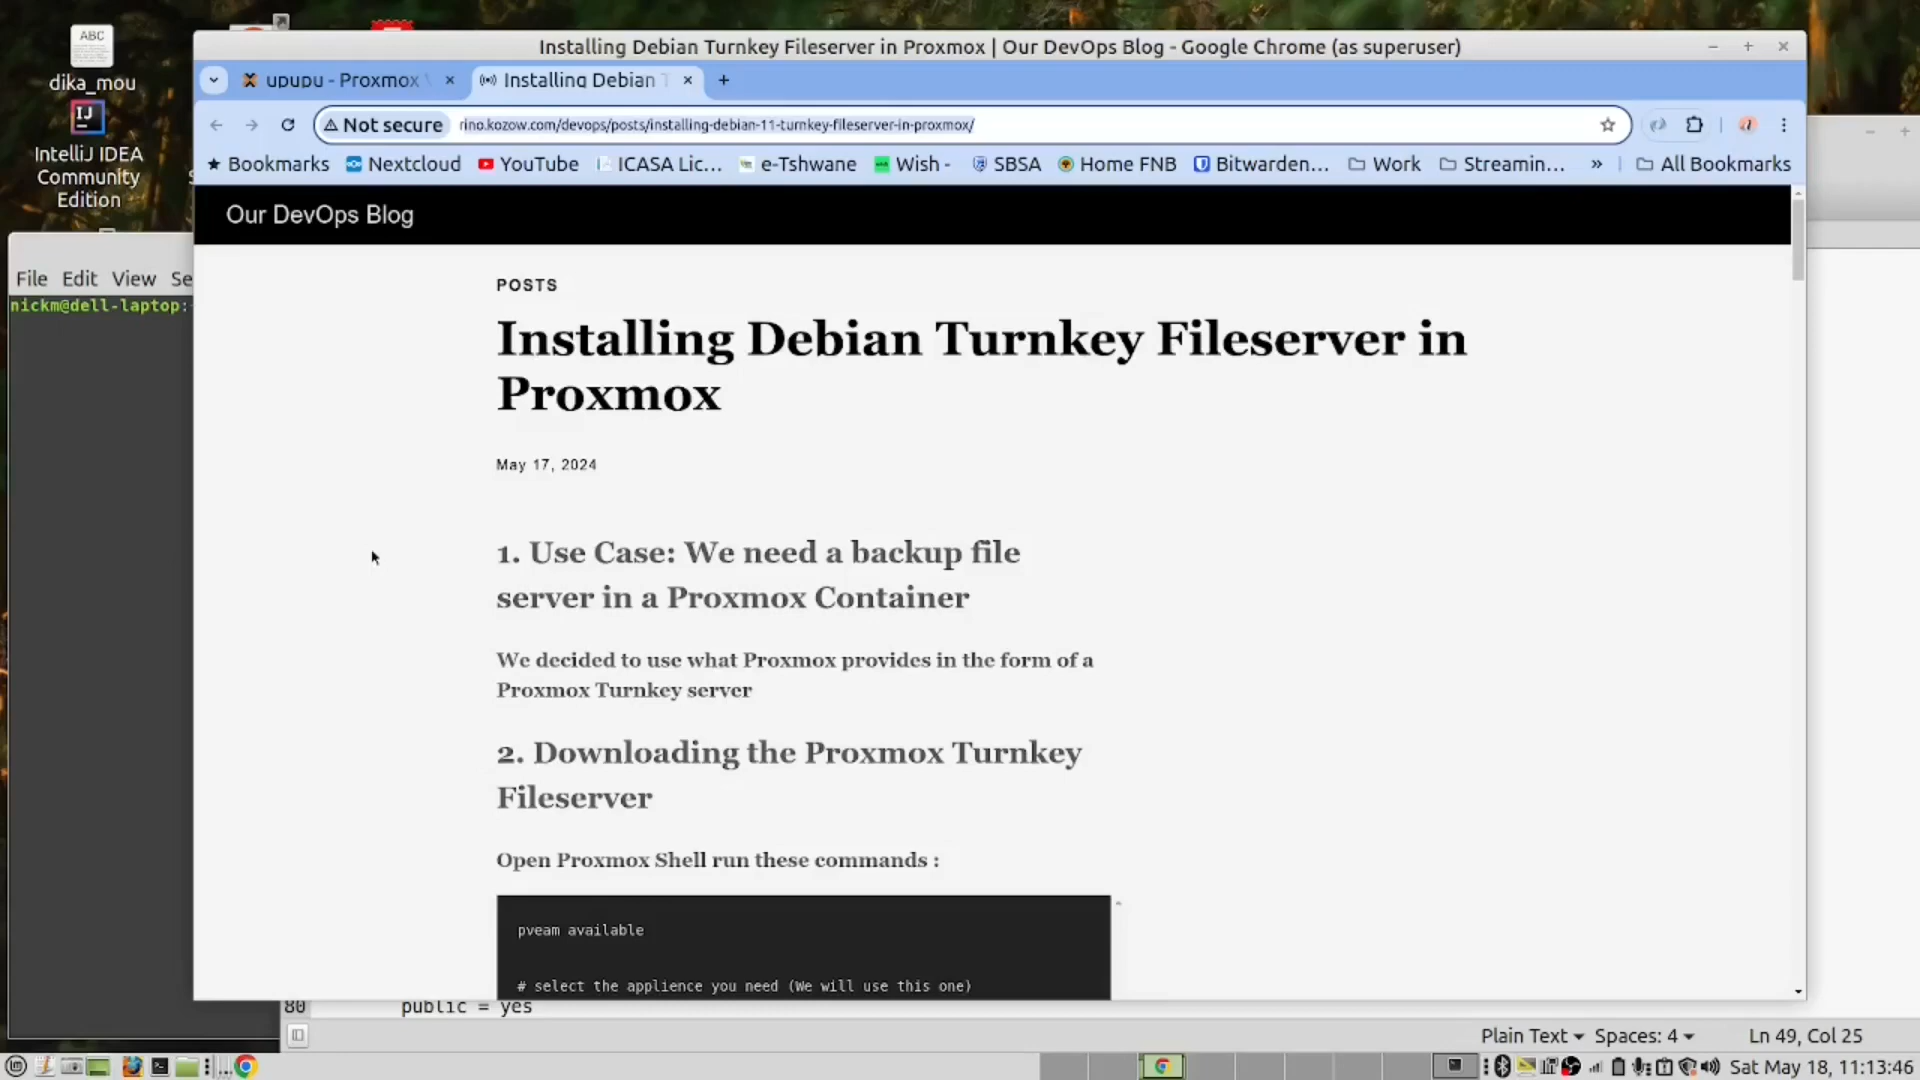 ABC
dika_mou
IJ
IntelliJ IDEA
Community
Edition
Installing Debian Turnkey Fileserver in Proxmox | Our DevOps Blog - Google Chrome (as superuser)
upupu - Proxmox
Installing Debian
Not secure
rino.kozow.com/devops/posts/installing-debian-11-turnkey-fileserver-in-proxmox/
Bookmarks
Nextcloud
YouTube
ICASA Lic...
e-Tshwane
Wish -
SBSA
Home FNB
Bitwarden...
Work
Streamin...
»
All Bookmarks
File Edit View Se
nickm@dell-laptop:
Our DevOps Blog
POSTS
Installing Debian Turnkey Fileserver in
Proxmox
May 17, 2024
1. Use Case: We need a backup file
server in a Proxmox Container
We decided to use what Proxmox provides in the form of a
Proxmox Turnkey server
2. Downloading the Proxmox Turnkey
Fileserver
Open Proxmox Shell run these commands :
pveam available
# select the applience you need (We will use this one)
80 public = yes
Plain Text Spaces: 4 Ln 49, Col 25
Sat May 18, 11:13:46